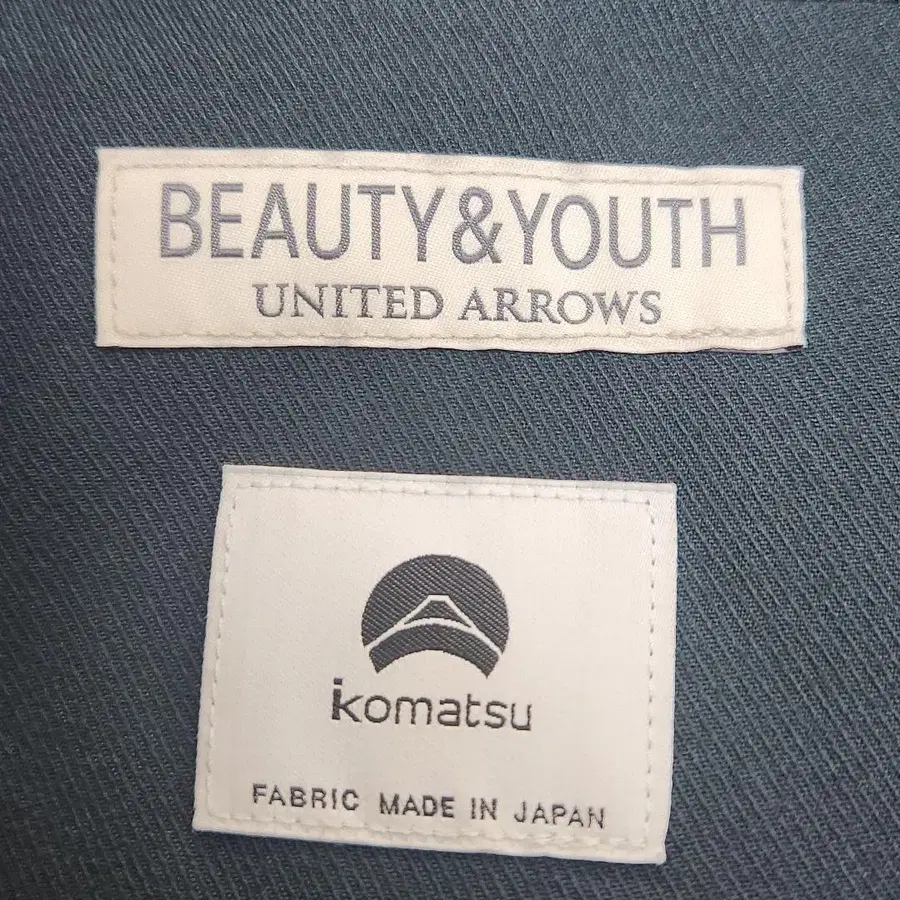 BEAUTY&YOUTH
UNITED ARROWS
komatsu
FABRIC MADE IN JAPAN